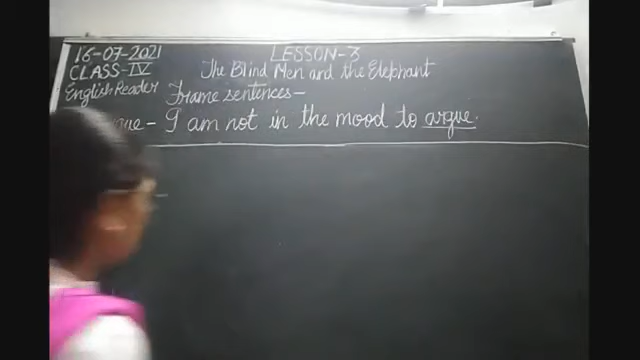 16-07-2021
LESSON-3
CLASS-IV
The Blind Men and the Elephant
English Reader
Frame sentences-
- I am not in the mood to argue.